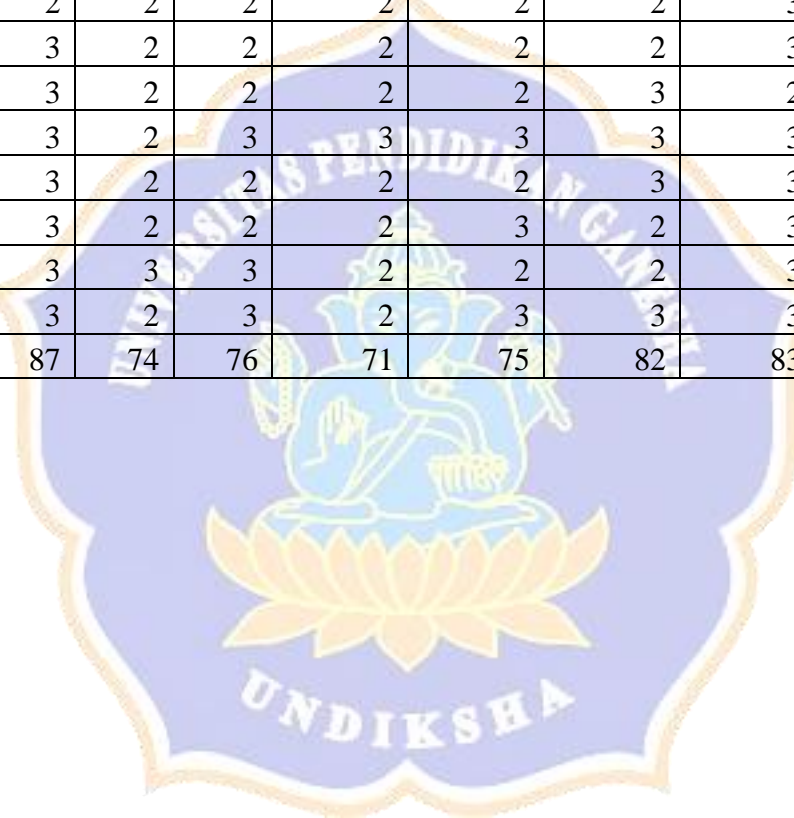 2 2 2 2 2 2 3
3 2 2 2 2 2 3
3 2 2 2 2 3 2
3 2 3 3 3 3 3
3 2 2 2 2 3 3
3 2 2 2 3 2 3
3 3 3 2 2 2 3
3 2 3 2 3 3 3
87 74 76 71 75 82 83
UNIVERSITAS PENDIDIKAN GANESHA
UNDIKSHA